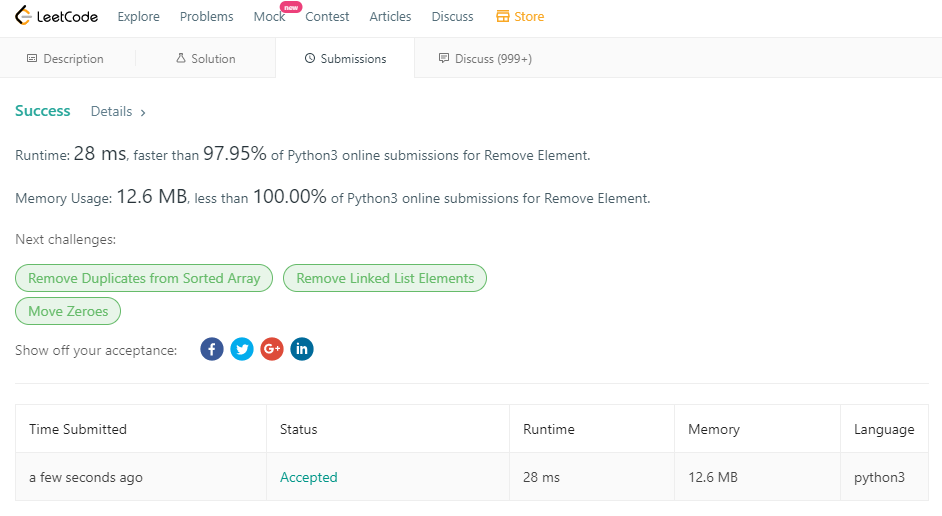 LeetCode Explore Problems Mock new Contest Articles Discuss Store
Description Solution Submissions Discuss (999+)
Success Details >
Runtime: 28 ms, faster than 97.95% of Python3 online submissions for Remove Element.
Memory Usage: 12.6 MB, less than 100.00% of Python3 online submissions for Remove Element.
Next challenges:
Remove Duplicates from Sorted Array Remove Linked List Elements
Move Zeroes
Show off your acceptance: f G+ in
Time Submitted Status Runtime Memory Language
a few seconds ago Accepted 28 ms 12.6 MB python3